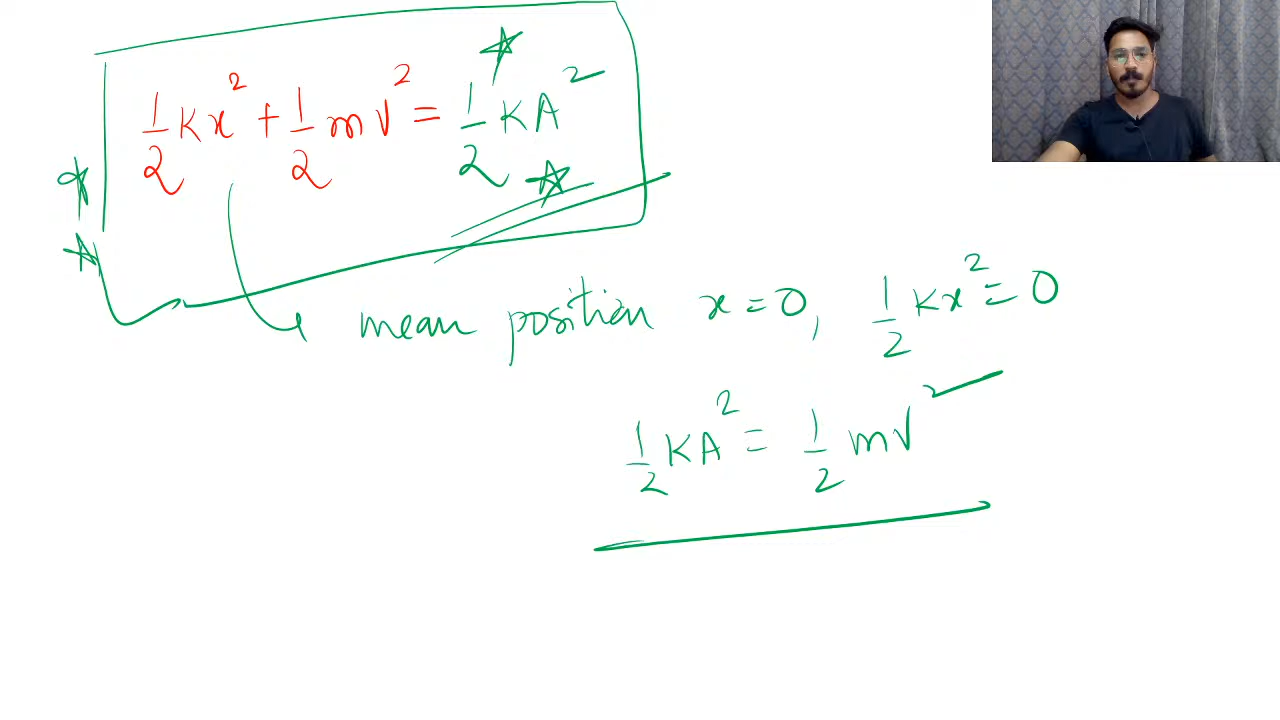 1/2 Kx² + 1/2 mv² = 1/2 KA²
mean position x = 0, 1/2 Kx² = 0
1/2 KA² = 1/2 mv²